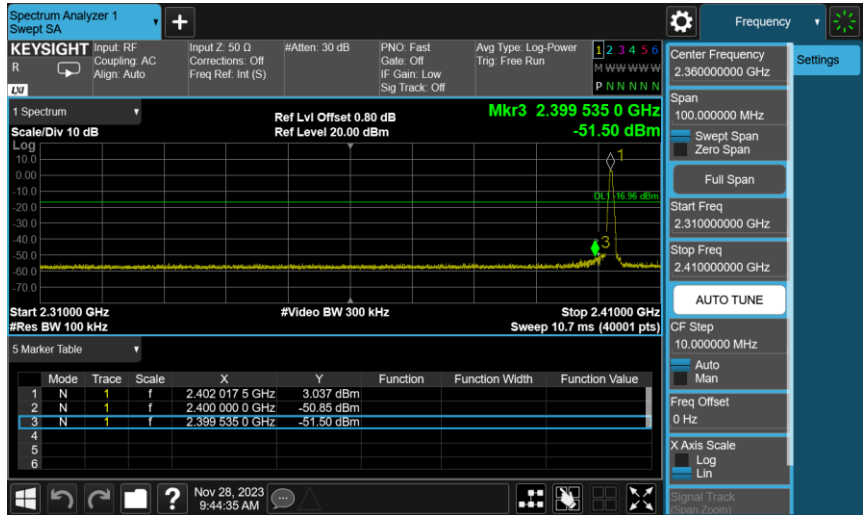 Spectrum Analyzer 1
Swept SA
+
Frequency
KEYSIGHT
R
LXI
Input: RF
Coupling: AC
Align: Auto
Input Z: 50 Ω
Corrections: Off
Freq Ref: Int (S)
#Atten: 30 dB
PNO: Fast
Gate: Off
IF Gain: Low
Sig Track: Off
Avg Type: Log-Power
Trig: Free Run
1 2 3 4 5 6
M W W W W W
P N N N N N
1 Spectrum
Scale/Div 10 dB
Ref Lvl Offset 0.80 dB
Ref Level 20.00 dBm
Mkr3 2.399 535 0 GHz
-51.50 dBm
Log
10.0
0.00
-10.0
-20.0
-30.0
-40.0
-50.0
-60.0
-70.0
1
DL1 -16.96 dBm
3
Start 2.31000 GHz
#Res BW 100 kHz
#Video BW 300 kHz
Stop 2.41000 GHz
Sweep 10.7 ms (40001 pts)
5 Marker Table
Mode Trace Scale X Y Function Function Width Function Value
1 N 1 f 2.402 017 5 GHz 3.037 dBm
2 N 1 f 2.400 000 0 GHz -50.85 dBm
3 N 1 f 2.399 535 0 GHz -51.50 dBm
4
5
6
?
Nov 28, 2023
9:44:35 AM
Center Frequency
2.360000000 GHz
Span
100.000000 MHz
Swept Span
Zero Span
Full Span
Start Freq
2.310000000 GHz
Stop Freq
2.410000000 GHz
AUTO TUNE
CF Step
10.000000 MHz
Auto
Man
Freq Offset
0 Hz
X Axis Scale
Log
Lin
Signal Track
(Span Zoom)
Settings